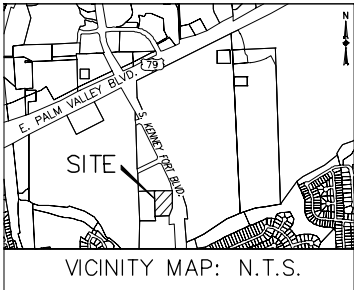 N
79
E. PALM VALLEY BLVD.
S. KENNEY FORT BLVD.
SITE
VICINITY MAP: N.T.S.